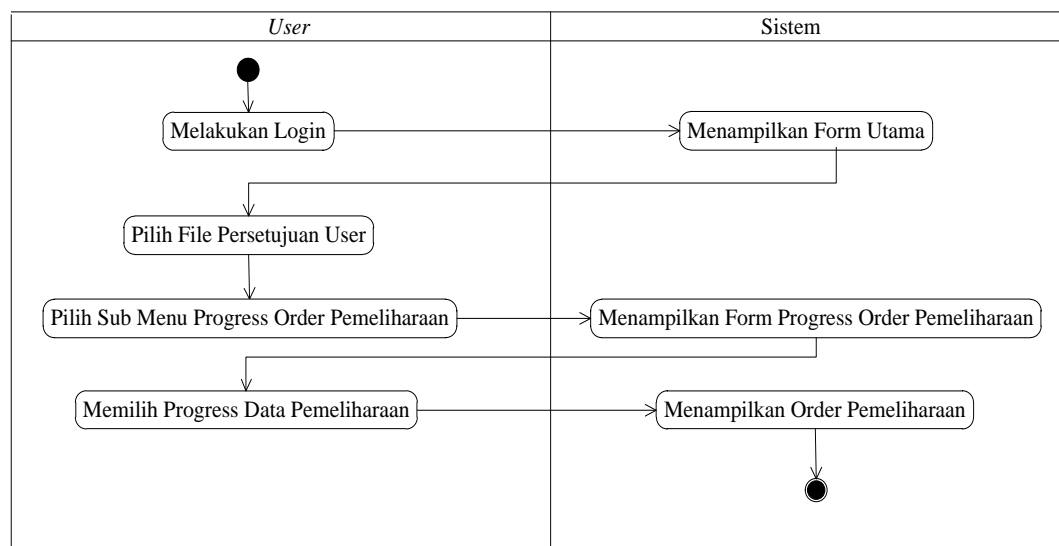 User
Sistem
Melakukan Login
Menampilkan Form Utama
Pilih File Persetujuan User
Pilih Sub Menu Progress Order Pemeliharaan
Menampilkan Form Progress Order Pemeliharaan
Memilih Progress Data Pemeliharaan
Menampilkan Order Pemeliharaan